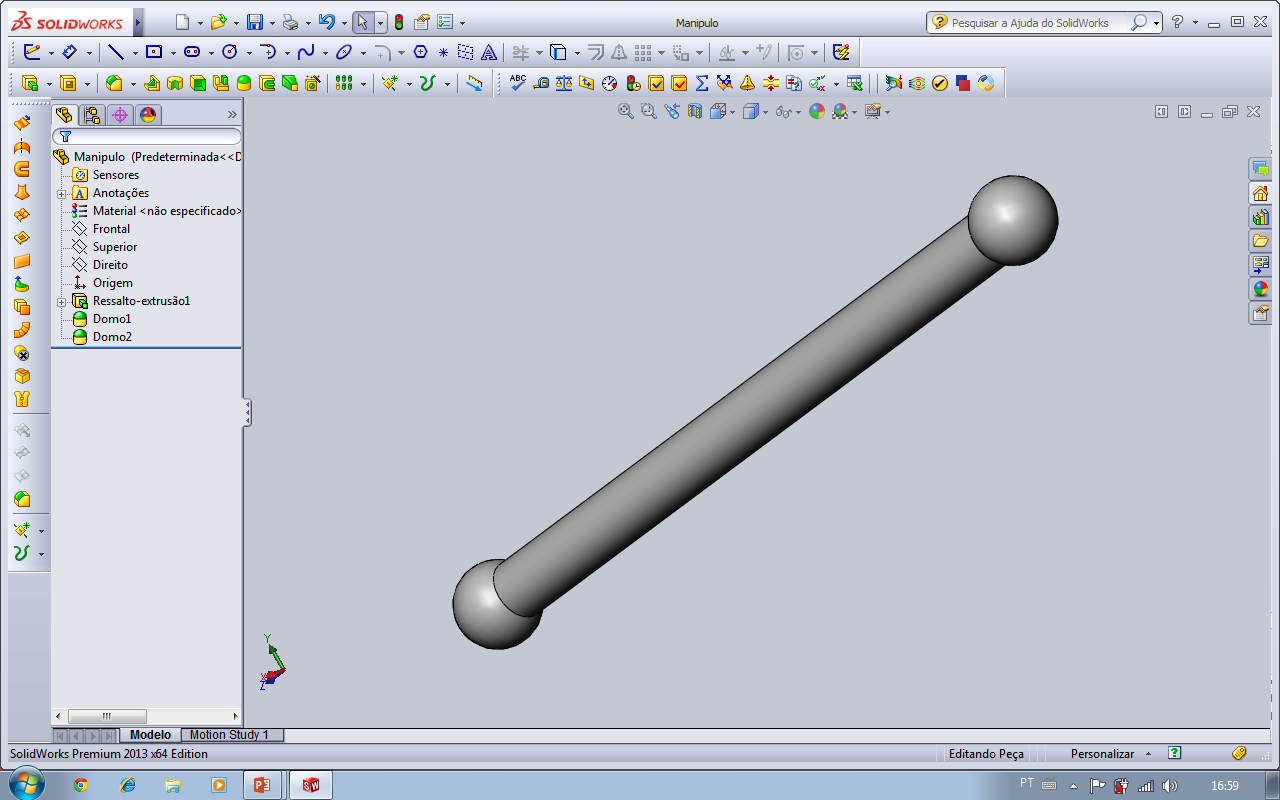 SOLIDWORKS
Manipulo
Pesquisar a Ajuda do SolidWorks
ABC
Manipulo (Predeterminada<<D
Sensores
Anotações
Material <não especificado>
Frontal
Superior
Direito
Origem
Ressalto-extrusão1
Domo1
Domo2
Y
X
Z
Modelo
Motion Study 1
SolidWorks Premium 2013 x64 Edition
Editando Peça
Personalizar
PT
16:59